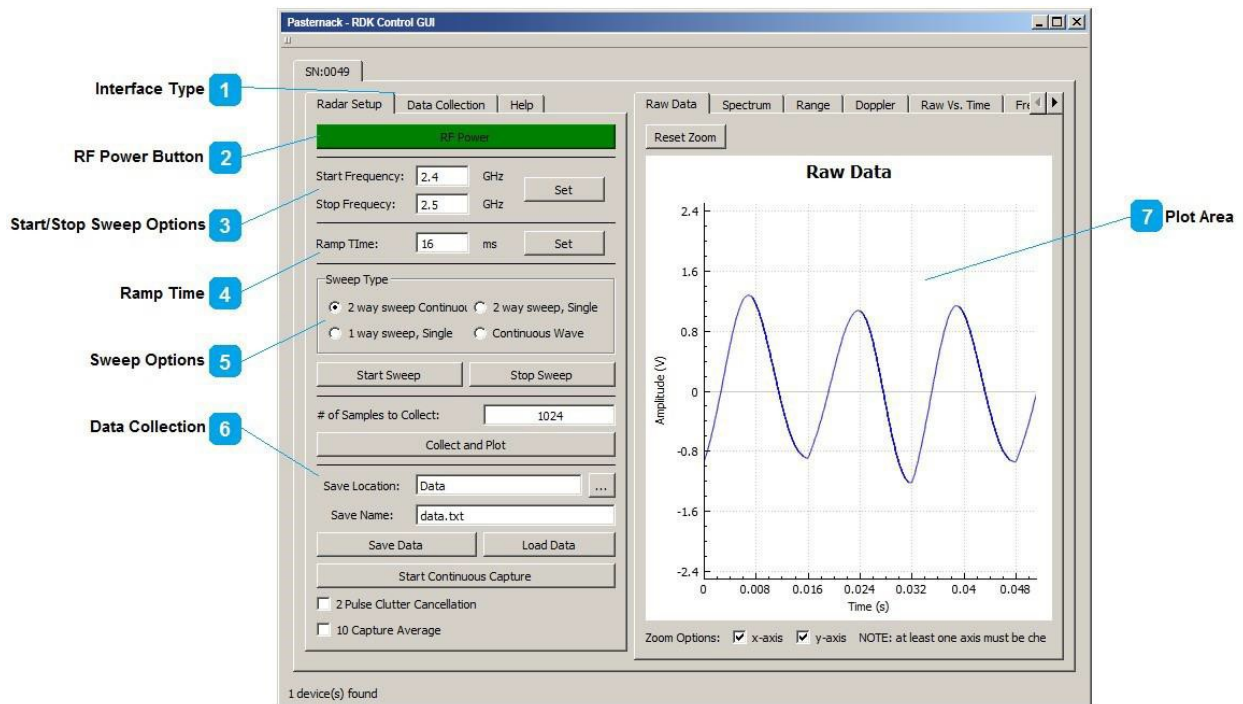 Pasternack - RDK Control GUI
SN:0049
Interface Type 1
RF Power Button 2
Start/Stop Sweep Options 3
Ramp Time 4
Sweep Options 5
Data Collection 6
Radar Setup Data Collection Help
RF Power
Start Frequency: 2.4 GHz
Set
Stop Frequecy: 2.5 GHz
Ramp TIme: 16 ms Set
Sweep Type
2 way sweep Continuou 2 way sweep, Single
1 way sweep, Single Continuous Wave
Start Sweep Stop Sweep
# of Samples to Collect: 1024
Collect and Plot
Save Location: Data ...
Save Name: data.txt
Save Data Load Data
Start Continuous Capture
2 Pulse Clutter Cancellation
10 Capture Average
Raw Data Spectrum Range Doppler Raw Vs. Time Fre
Reset Zoom
Raw Data
7 Plot Area
Amplitude (V)
2.4
1.6
0.8
0
-0.8
-1.6
-2.4
0 0.008 0.016 0.024 0.032 0.04 0.048
Time (s)
Zoom Options: x-axis y-axis NOTE: at least one axis must be che
1 device(s) found